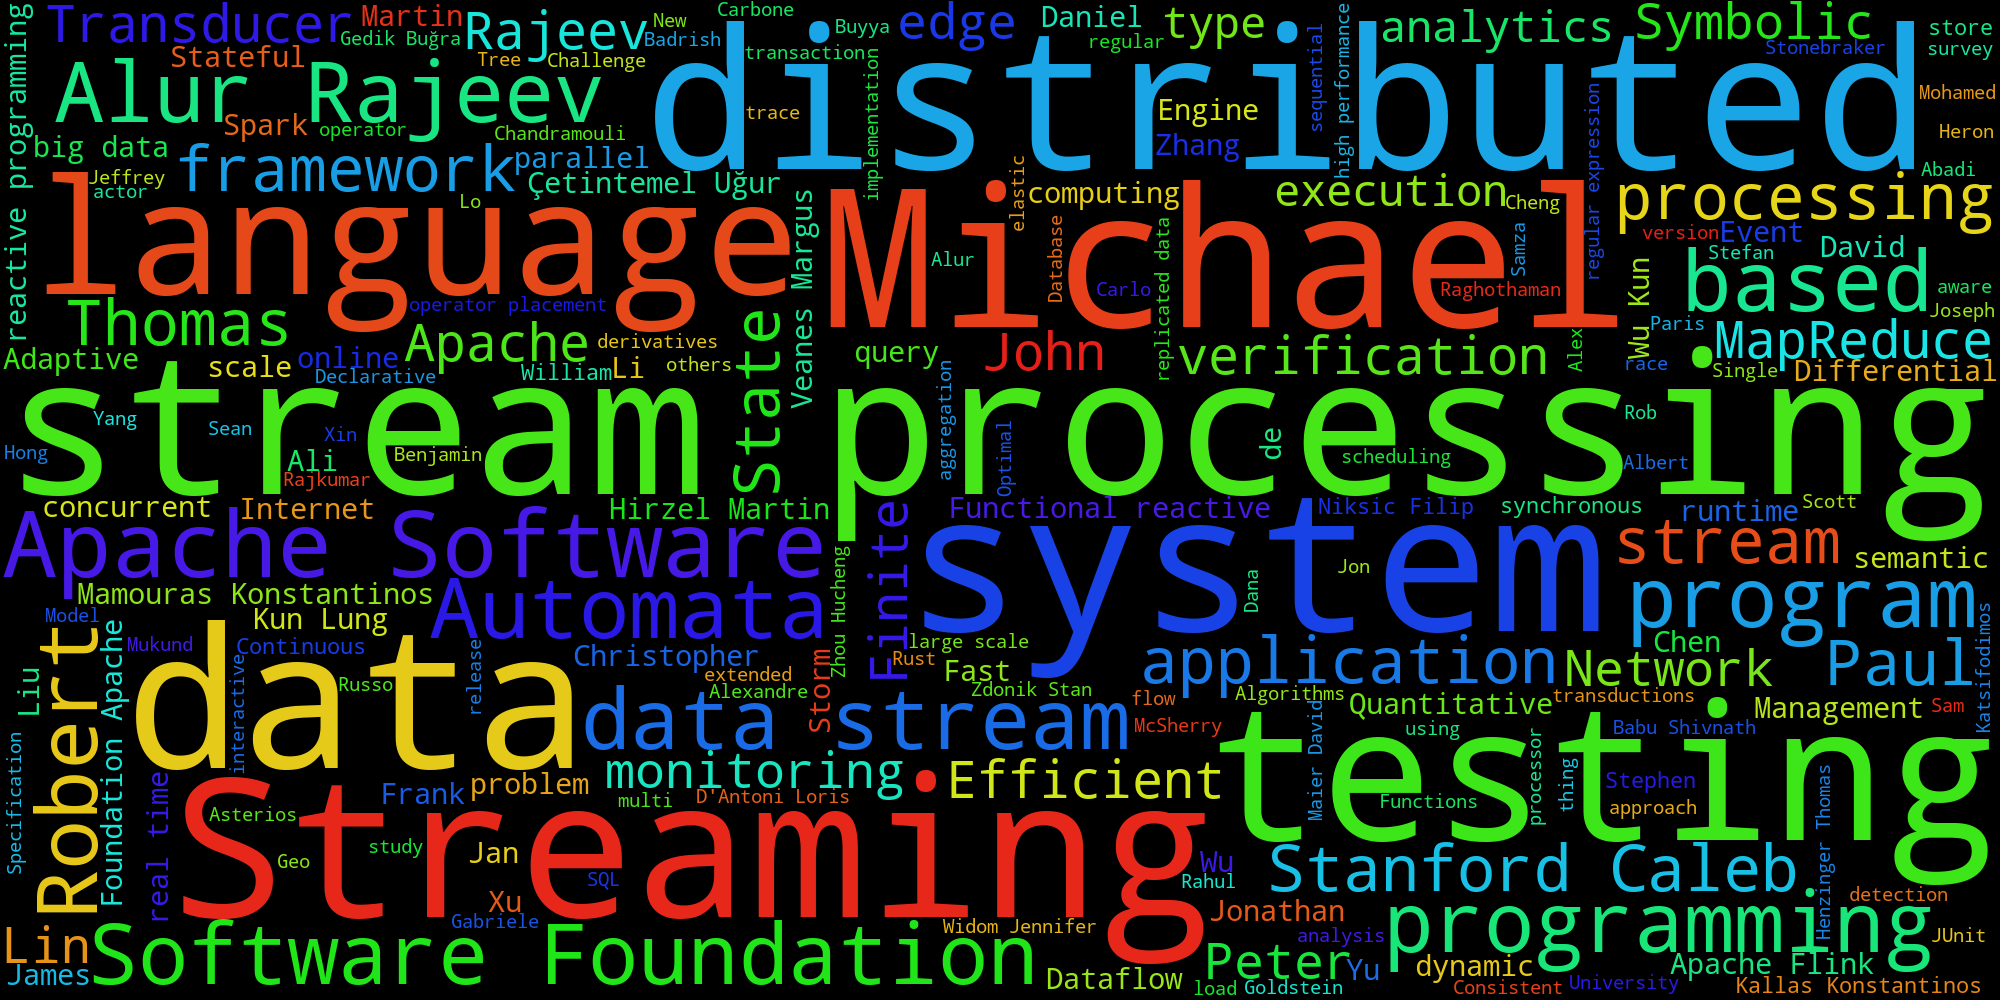 Transducer
Martin
Rajeev
New
Carbone
Buyya
edge
Daniel
type
analytics
Symbolic
store
survey
Gedik Buğra
Badrish
regular
Stonebraker
Stateful
Tree
Challenge
transactionn
reactive programming
Alur Rajeev
distributed
implementation
sequential
high performance
Spark
operator
Chandramouli
trace
Engine
Zhang
regular expression
Mohamed
Heron
Abadi
big data
framework
parallel
Jeffrey
actor
Çetintemel Uğur
Lo
elastic
computing
execution
Cheng
processing
language
Michael
Veanes Margus
Alur
Database
Carlo
replicated data
Raghothaman
Samza
version
Event
Stefan
David
based
aware
Joseph
Thomas
operator placement
Wu Kun
Paris
MapReduce
Adaptive
scale
online
Apache
derivatives
State
query
John
verification
Alex
race
Single
Differential
Declarative
William
Li
others
stream processing
Yang
Sean
Xin
Hong
Ali
Benjamin
Rajkumar
aggregation
Optimal
de
scheduling
Rob
Albert
concurrent
Internet
Hirzel Martin
Functional reactive
Niksic Filip
synchronous
runtime
Scott
Apache Software
Finite
system
stream
semantic
Zhou Hucheng
Jon
Dana
Mamouras Konstantinos
Automata
program
Model
Kun Lung
Robert
Foundation Apache
Mukund
Continuous
interactive
data
Christopher
large scale
Rust
Fast
application
Network
Chen
Paul
Katsifodimos
Liu
Russo
release
extended
Alexandre
Storm
Zdonik Stan
flow
Algorithms
Quantitative
transductions
Management
Sam
data stream
McSherry
Maier David
using
Babu Shivnath
testing
Specification
real time
monitoring
Efficient
Frank
problem
multi
D'Antoni Loris
processor
thing
Stephen
Functions
approach
Henzinger Thomas
Asterios
Streaming
study
Geo
Jan
SQL
Wu
Rahul
Stanford Caleb
detection
Xu
Gabriele
Widom Jennifer
Jonathan
programming
JUnit
Lin
James
Software Foundation
analysis
Peter
Yu
dynamic
Apache Flink
Dataflow
load
Goldstein
Consistent
University
Kallas Konstantinos